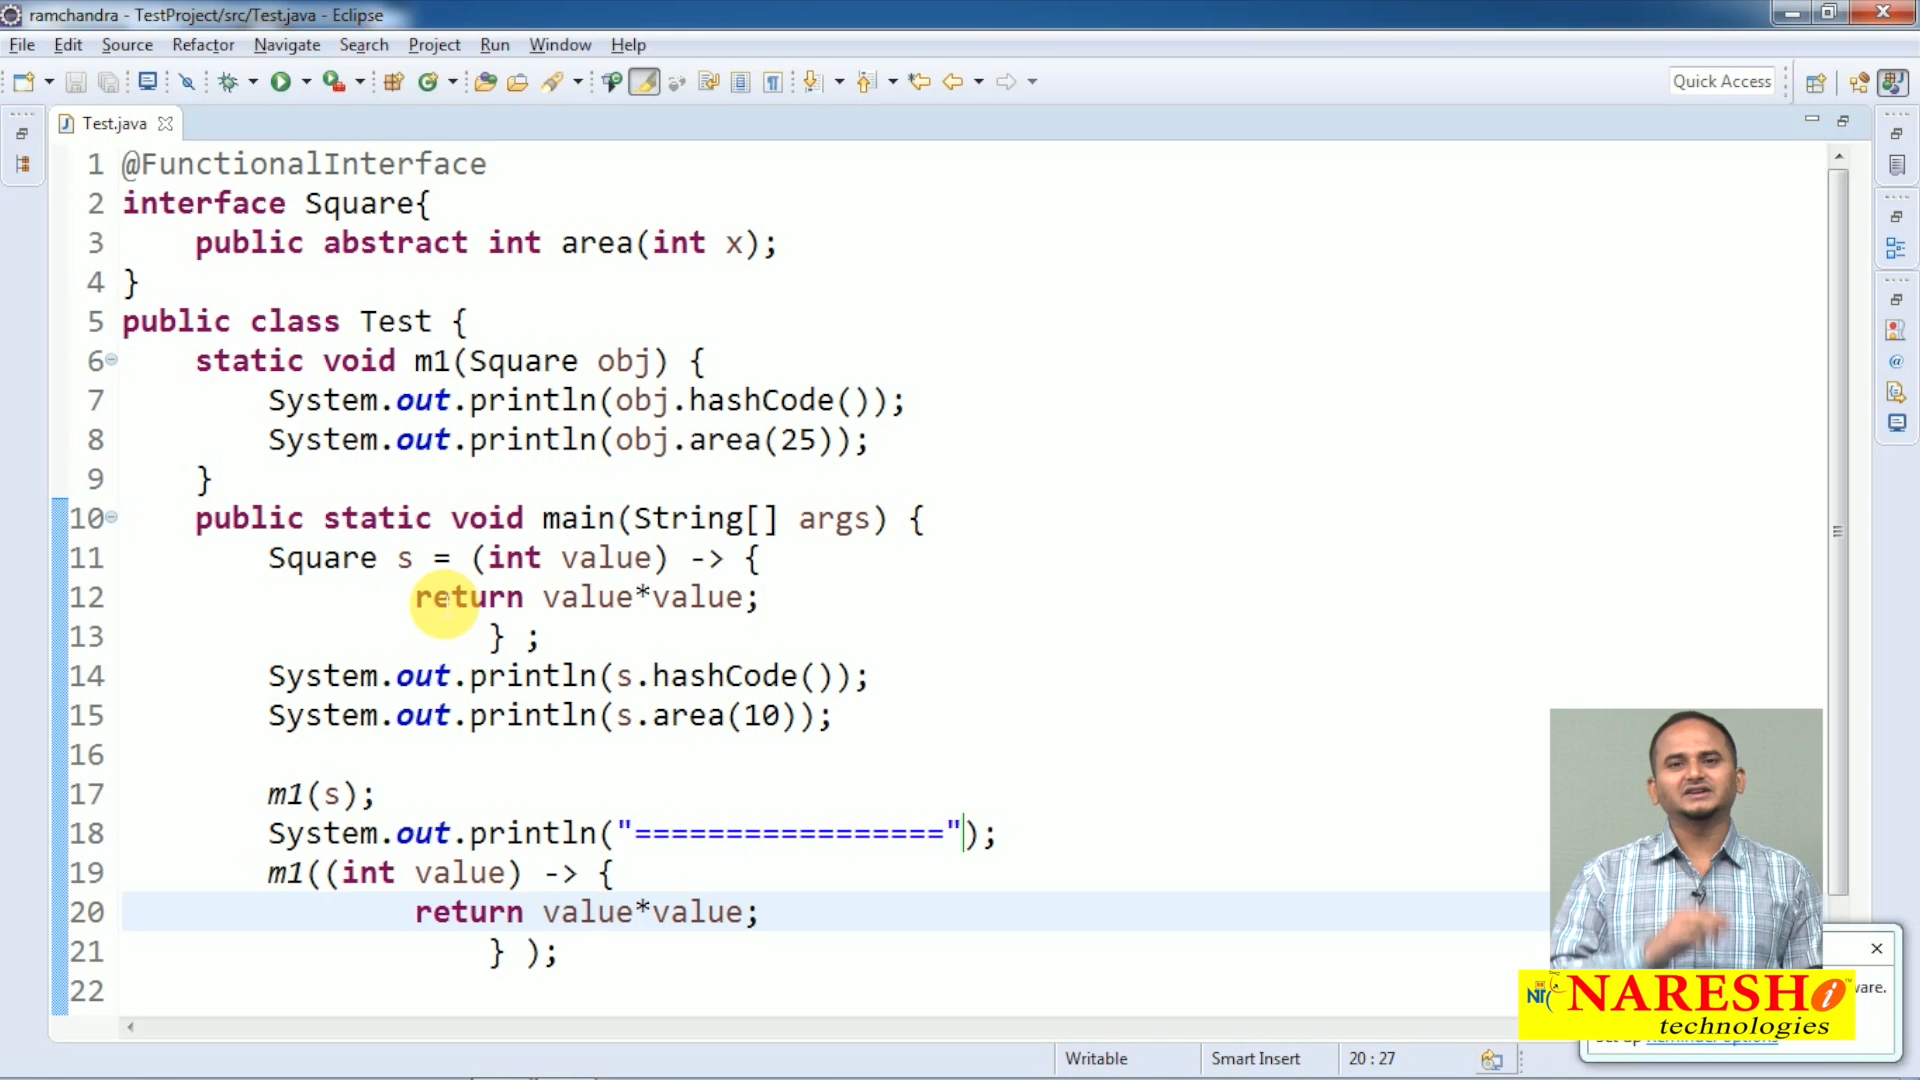 ramchandra - TestProject/src/Test.java - Eclipse
File Edit Source Refactor Navigate Search Project Run Window Help
Quick Access
Test.java
1 @FunctionalInterface
2 interface Square{
3 public abstract int area(int x);
4 }
5 public class Test {
6 static void m1(Square obj) {
7 System.out.println(obj.hashCode());
8 System.out.println(obj.area(25));
9 }
10 public static void main(String[] args) {
11 Square s = (int value) -> {
12 return value*value;
13 } ;
14 System.out.println(s.hashCode());
15 System.out.println(s.area(10));
16
17 m1(s);
18 System.out.println("=================");
19 m1((int value) -> {
20 return value*value;
21 } );
22
ware.
NARESH i
technologies
Writable Smart Insert 20 : 27